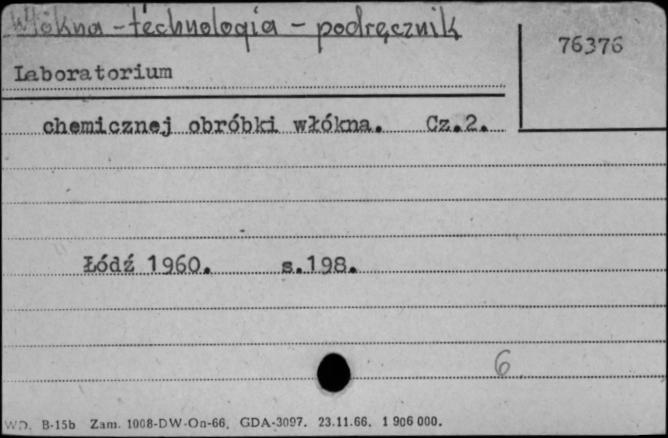 Włókna - technologia - podręcznik
76376
Laboratorium
chemicznej obróbki włókna. Cz.2.
Łódź 1960. s.198.
6
WD. B-15b Zam. 1008-DW-On-66. GDA-3097. 23.11.66. 1 906 000.